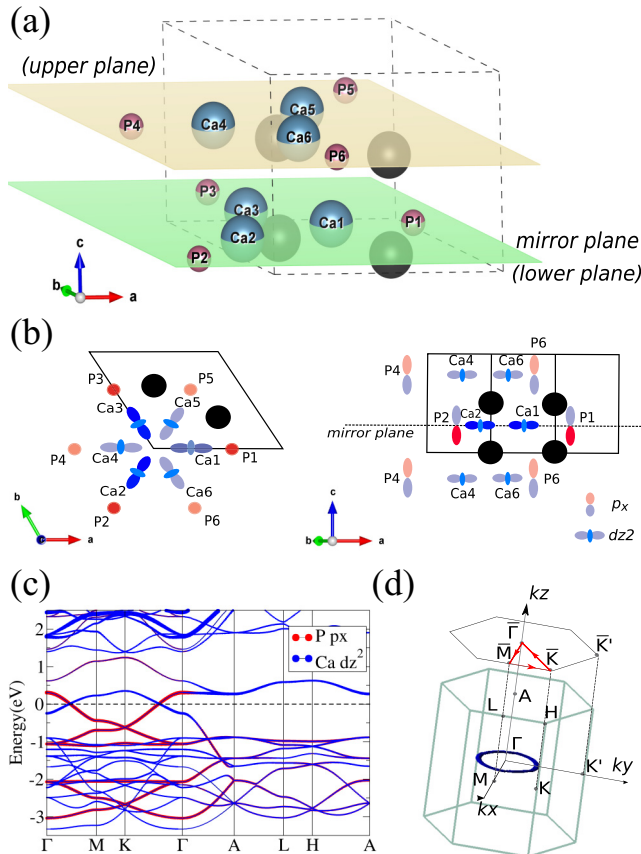 (a)
(upper plane)
P5
Ca5
P4
Ca4
Ca6
P6
P3
Ca3
Ca1
P1
Ca2
P2
mirror plane
(lower plane)
c
b
a
(b)
P3
P5
Ca3
Ca5
P4
Ca4
Ca1
P1
Ca2
Ca6
P2
P6
b
a
P6
Ca4
Ca6
P4
P2
Ca2
Ca1
P1
mirror plane
P4
Ca4
Ca6
P6
c
b
a
px
dz2
(c)
P px
Ca dz²
Energy(eV)
2
1
0
-1
-2
-3
Γ
M
K
Γ
A
L
H
A
(d)
kz
Γ̅
M̅
K̅
K̅'
A
L
H
Γ
M
K
K'
ky
kx